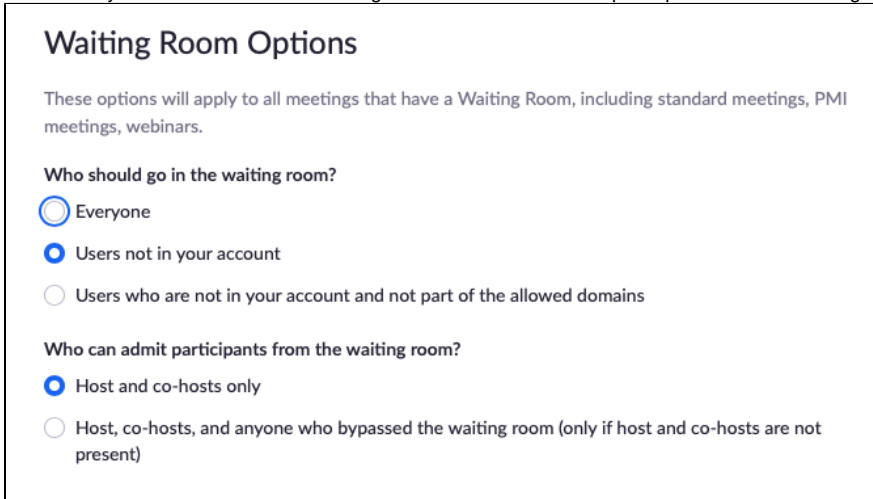 Waiting Room Options
These options will apply to all meetings that have a Waiting Room, including standard meetings, PMI
meetings, webinars.
Who should go in the waiting room?
Everyone
Users not in your account
Users who are not in your account and not part of the allowed domains
Who can admit participants from the waiting room?
Host and co-hosts only
Host, co-hosts, and anyone who bypassed the waiting room (only if host and co-hosts are not
present)